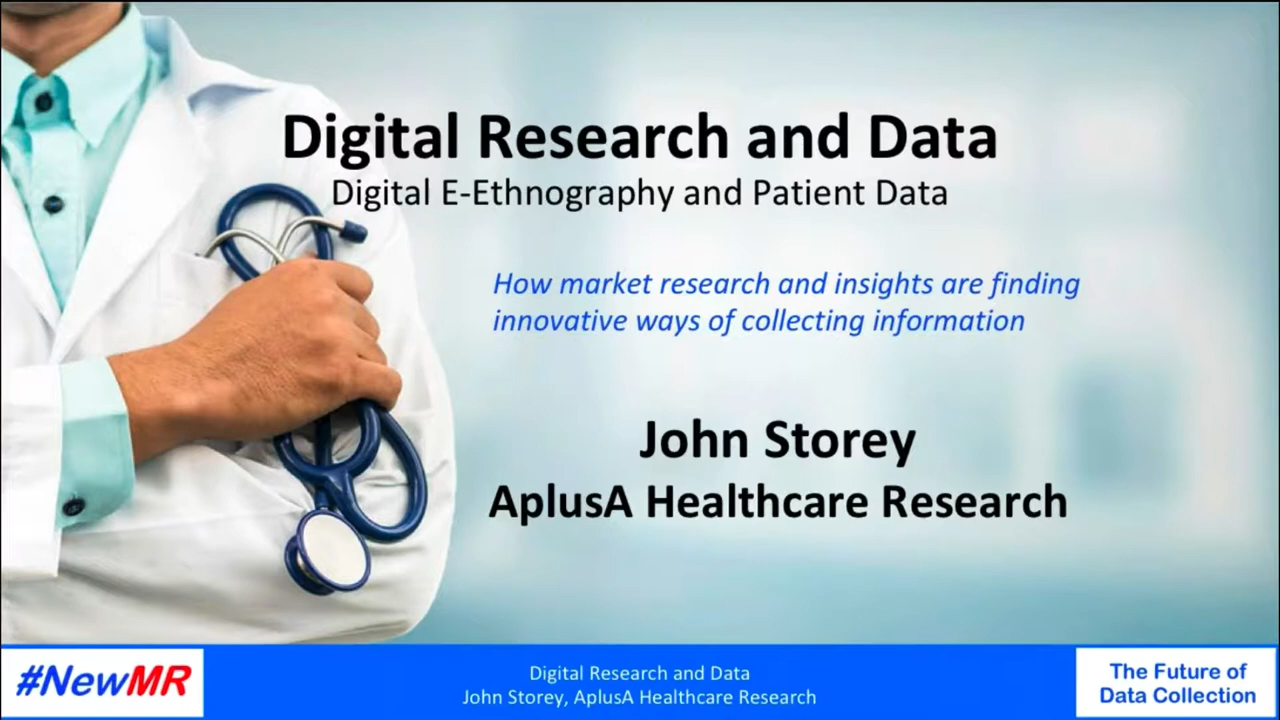 Digital Research and Data
Digital E-Ethnography and Patient Data
How market research and insights are finding
innovative ways of collecting information
John Storey
AplusA Healthcare Research
#NewMR
Digital Research and Data
John Storey, AplusA Healthcare Research
The Future of
Data Collection